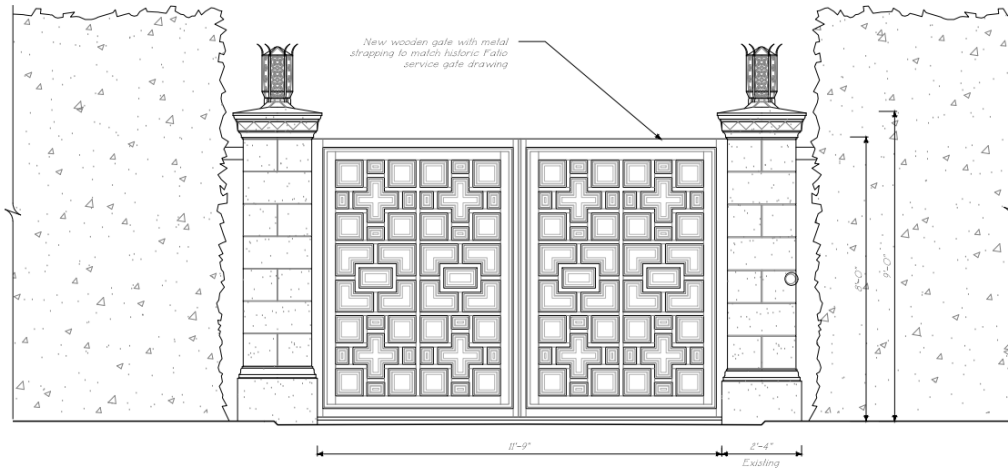 New wooden gate with metal
strapping to match historic Fatio
service gate drawing
8'-0"
9'-0"
11'-9"
2'-4"
Existing